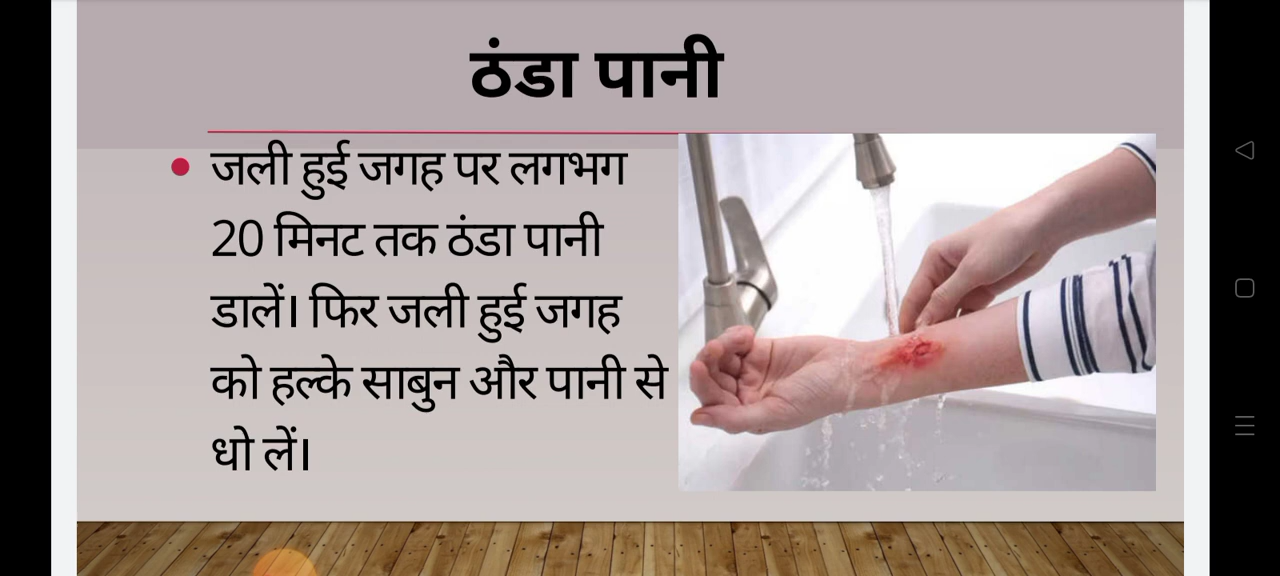 ठंडा पानी
जली हुई जगह पर लगभग
20 मिनट तक ठंडा पानी
डालें। फिर जली हुई जगह
को हल्के साबुन और पानी से
धो लें।